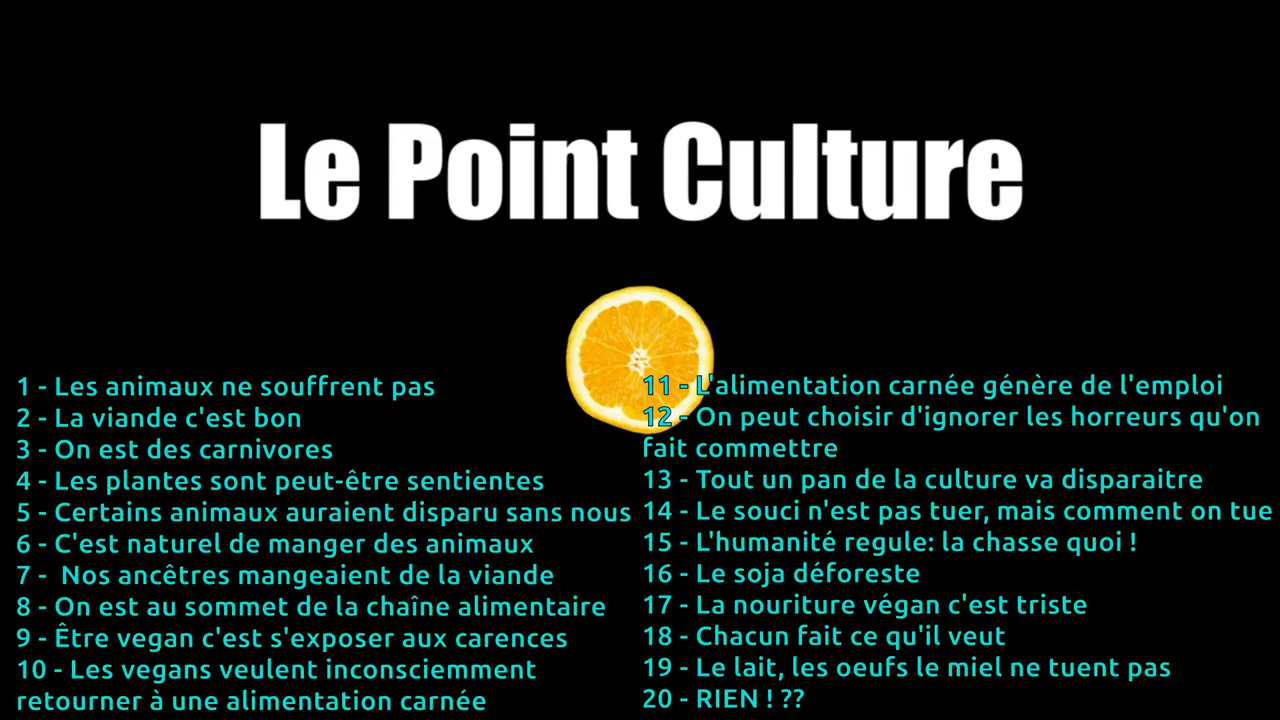 Le Point Culture
1 - Les animaux ne souffrent pas
2 - La viande c'est bon
3 - On est des carnivores
4 - Les plantes sont peut-être sentientes
5 - Certains animaux auraient disparu sans nous
6 - C'est naturel de manger des animaux
7 -  Nos ancêtres mangeaient de la viande
8 - On est au sommet de la chaîne alimentaire
9 - Être vegan c'est s'exposer aux carences
10 - Les vegans veulent inconsciemment
retourner à une alimentation carnée
11 - L'alimentation carnée génère de l'emploi
12 - On peut choisir d'ignorer les horreurs qu'on
fait commettre
13 - Tout un pan de la culture va disparaitre
14 - Le souci n'est pas tuer, mais comment on tue
15 - L'humanité regule: la chasse quoi !
16 - Le soja déforeste
17 - La nouriture végan c'est triste
18 - Chacun fait ce qu'il veut
19 - Le lait, les oeufs le miel ne tuent pas
20 - RIEN ! ??